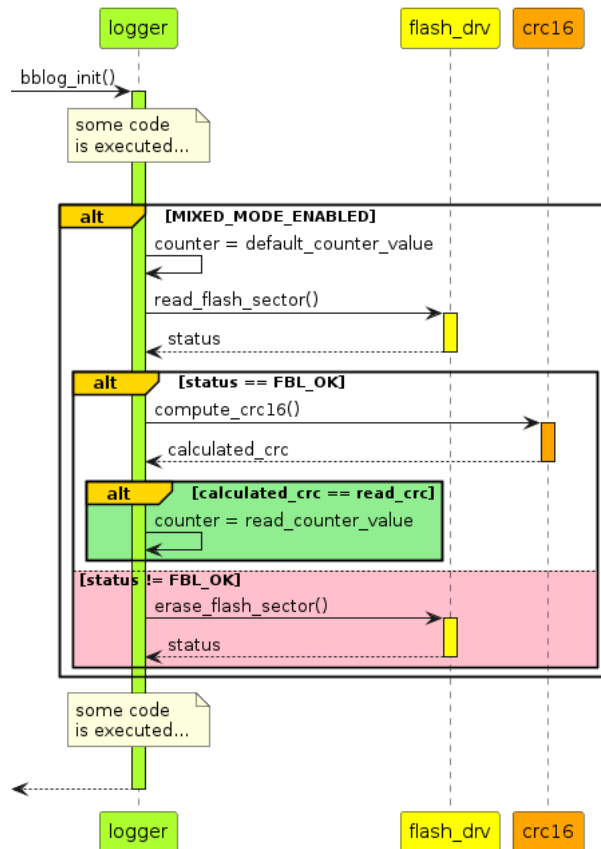 logger flash_drv crc16
bblog_init()
some code
is executed...
alt [MIXED_MODE_ENABLED]
counter = default_counter_value
read_flash_sector()
status
alt [status == FBL_OK]
compute_crc16()
calculated_crc
alt [calculated_crc == read_crc]
counter = read_counter_value
[status != FBL_OK]
erase_flash_sector()
status
some code
is executed...
logger flash_drv crc16